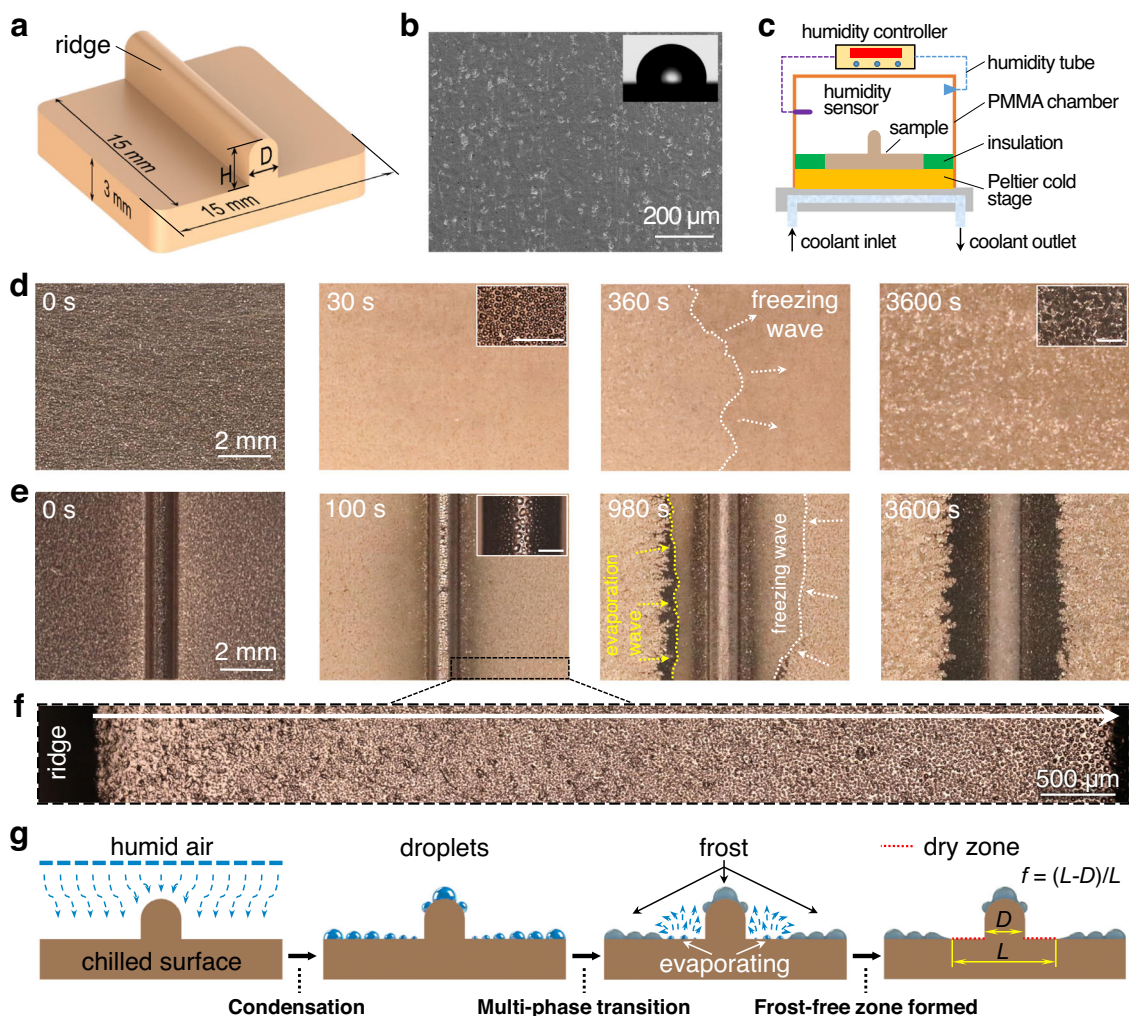 a
ridge
15 mm
H
D
3 mm
15 mm
b
200 μm
c
humidity controller
humidity tube
humidity
sensor
PMMA chamber
sample
insulation
Peltier cold
stage
coolant inlet
coolant outlet
d
0 s
2 mm
30 s
360 s
freezing
wave
3600 s
e
0 s
2 mm
100 s
980 s
evaporation
wave
freezing wave
3600 s
f
ridge
500 μm
g
humid air
chilled surface
droplets
frost
evaporating
dry zone
f = (L-D)/L
D
L
Condensation
Multi-phase transition
Frost-free zone formed